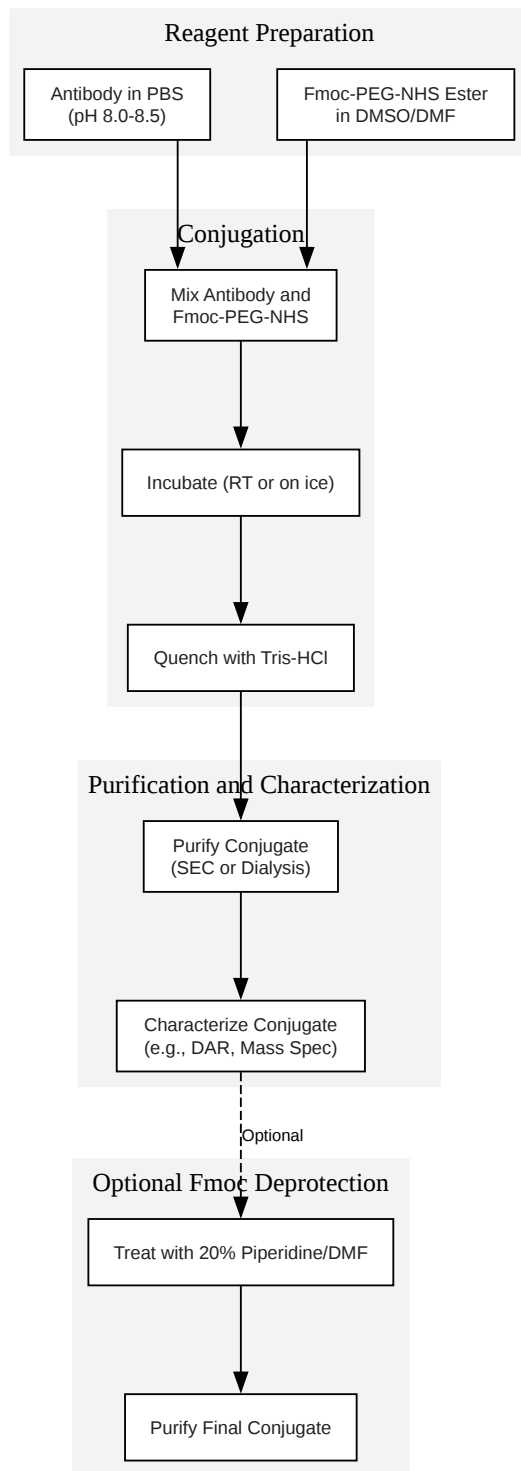 Reagent Preparation
Antibody in PBS
(pH 8.0-8.5)
Fmoc-PEG-NHS Ester
in DMSO/DMF
Conjugation
Mix Antibody and
Fmoc-PEG-NHS
Incubate (RT or on ice)
Quench with Tris-HCl
Purification and Characterization
Purify Conjugate
(SEC or Dialysis)
Characterize Conjugate
(e.g., DAR, Mass Spec)
Optional
Optional Fmoc Deprotection
Treat with 20% Piperidine/DMF
Purify Final Conjugate